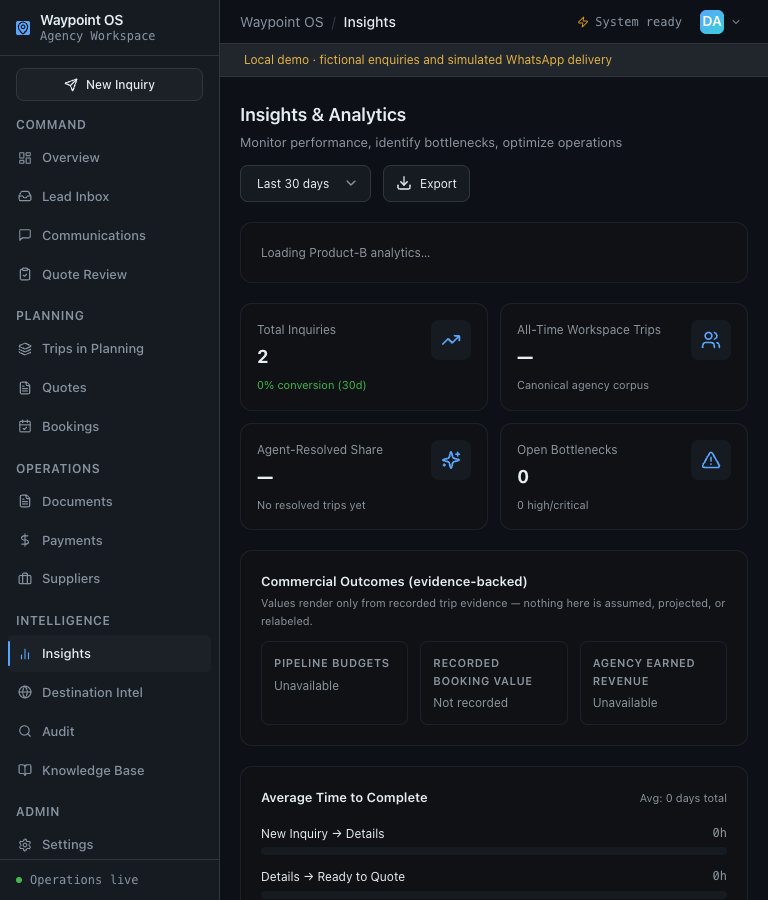 Waypoint OS
Agency Workspace
New Inquiry
COMMAND
Overview
Lead Inbox
Communications
Quote Review
PLANNING
Trips in Planning
Quotes
Bookings
OPERATIONS
Documents
Payments
Suppliers
INTELLIGENCE
Insights
Destination Intel
Audit
Knowledge Base
ADMIN
Settings
Operations live
Waypoint OS / Insights
System ready
DA
Local demo · fictional enquiries and simulated WhatsApp delivery
Insights & Analytics
Monitor performance, identify bottlenecks, optimize operations
Last 30 days
Export
Loading Product-B analytics...
Total Inquiries
2
0% conversion (30d)
All-Time Workspace Trips
—
Canonical agency corpus
Agent-Resolved Share
—
No resolved trips yet
Open Bottlenecks
0
0 high/critical
Commercial Outcomes (evidence-backed)
Values render only from recorded trip evidence — nothing here is assumed, projected, or
relabeled.
PIPELINE BUDGETS
Unavailable
RECORDED
BOOKING VALUE
Not recorded
AGENCY EARNED
REVENUE
Unavailable
Average Time to Complete
Avg: 0 days total
New Inquiry → Details
0h
Details → Ready to Quote
0h